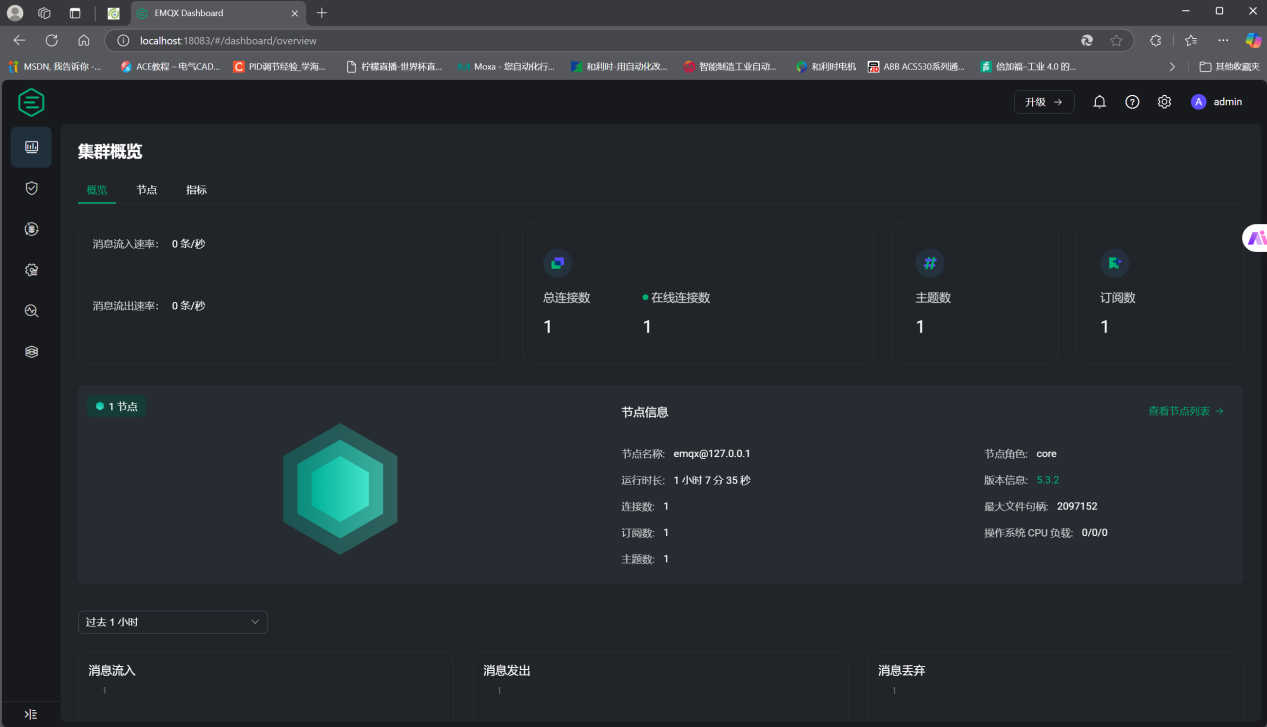 EMQX Dashboard
localhost:18083/#/dashboard/overview
MSDN, 我告诉你 -... ACE教程 – 电气CAD... PID调节经验_学海... 柠檬直播-世界杯直... Moxa - 您自动化行... 和利时-用自动化改... 智能制造工业自动... 和利时电机 ABB ACS530系列通... 倍加福–工业 4.0 的... 其他收藏夹
升级 → A admin
集群概览
概览 节点 指标
消息流入速率: 0 条/秒
消息流出速率: 0 条/秒
总连接数 在线连接数 主题数 订阅数
1 1 1 1
1 节点
节点信息 查看节点列表 →
节点名称: emqx@127.0.0.1 节点角色: core
运行时长: 1 小时 7 分 35 秒 版本信息: 5.3.2
连接数: 1 最大文件句柄: 2097152
订阅数: 1 操作系统 CPU 负载: 0/0/0
主题数: 1
过去 1 小时
消息流入 消息发出 消息丢弃
1 1 1